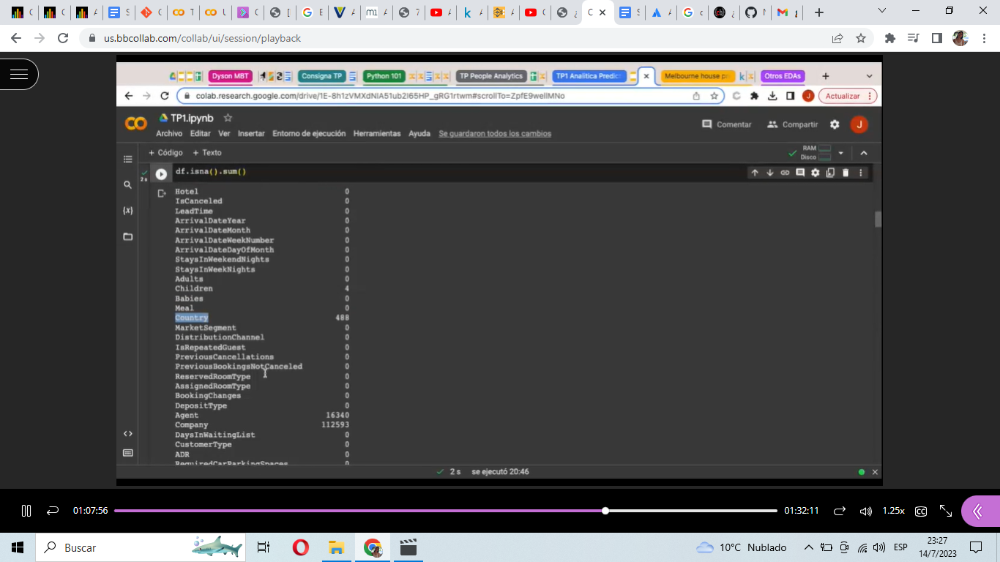 us.bbcollab.com/collab/ui/session/playback
Dyson MBT Consigna TP Python 101 TP People Analytics TP1 Analitica Predic Melbourne house pr Otros EDAs
colab.research.google.com/drive/1E-8h1zVMXdNIA51ub2I65HP_gRG1rtwm#scrollTo=ZpfE9wellMNo J Actualizar
TP1.ipynb
Comentar Compartir J
Archivo Editar Ver Insertar Entorno de ejecución Herramientas Ayuda Se guardaron todos los cambios
+ Código + Texto
RAM
Disco
2 s
df.isna().sum()
Hotel 0
IsCanceled 0
LeadTime 0
ArrivalDateYear 0
ArrivalDateMonth 0
ArrivalDateWeekNumber 0
ArrivalDateDayOfMonth 0
StaysInWeekendNights 0
StaysInWeekNights 0
Adults 0
Children 4
Babies 0
Meal 0
Country 488
MarketSegment 0
DistributionChannel 0
IsRepeatedGuest 0
PreviousCancellations 0
PreviousBookingsNotCanceled 0
ReservedRoomType 0
AssignedRoomType 0
BookingChanges 0
DepositType 0
Agent 16340
Company 112593
DaysInWaitingList 0
CustomerType 0
ADR 0
RequiredCarParkingSpaces 0
2 s se ejecutó 20:46
01:07:56 01:32:11 1.25x
Buscar 10°C Nublado ESP
23:27
14/7/2023